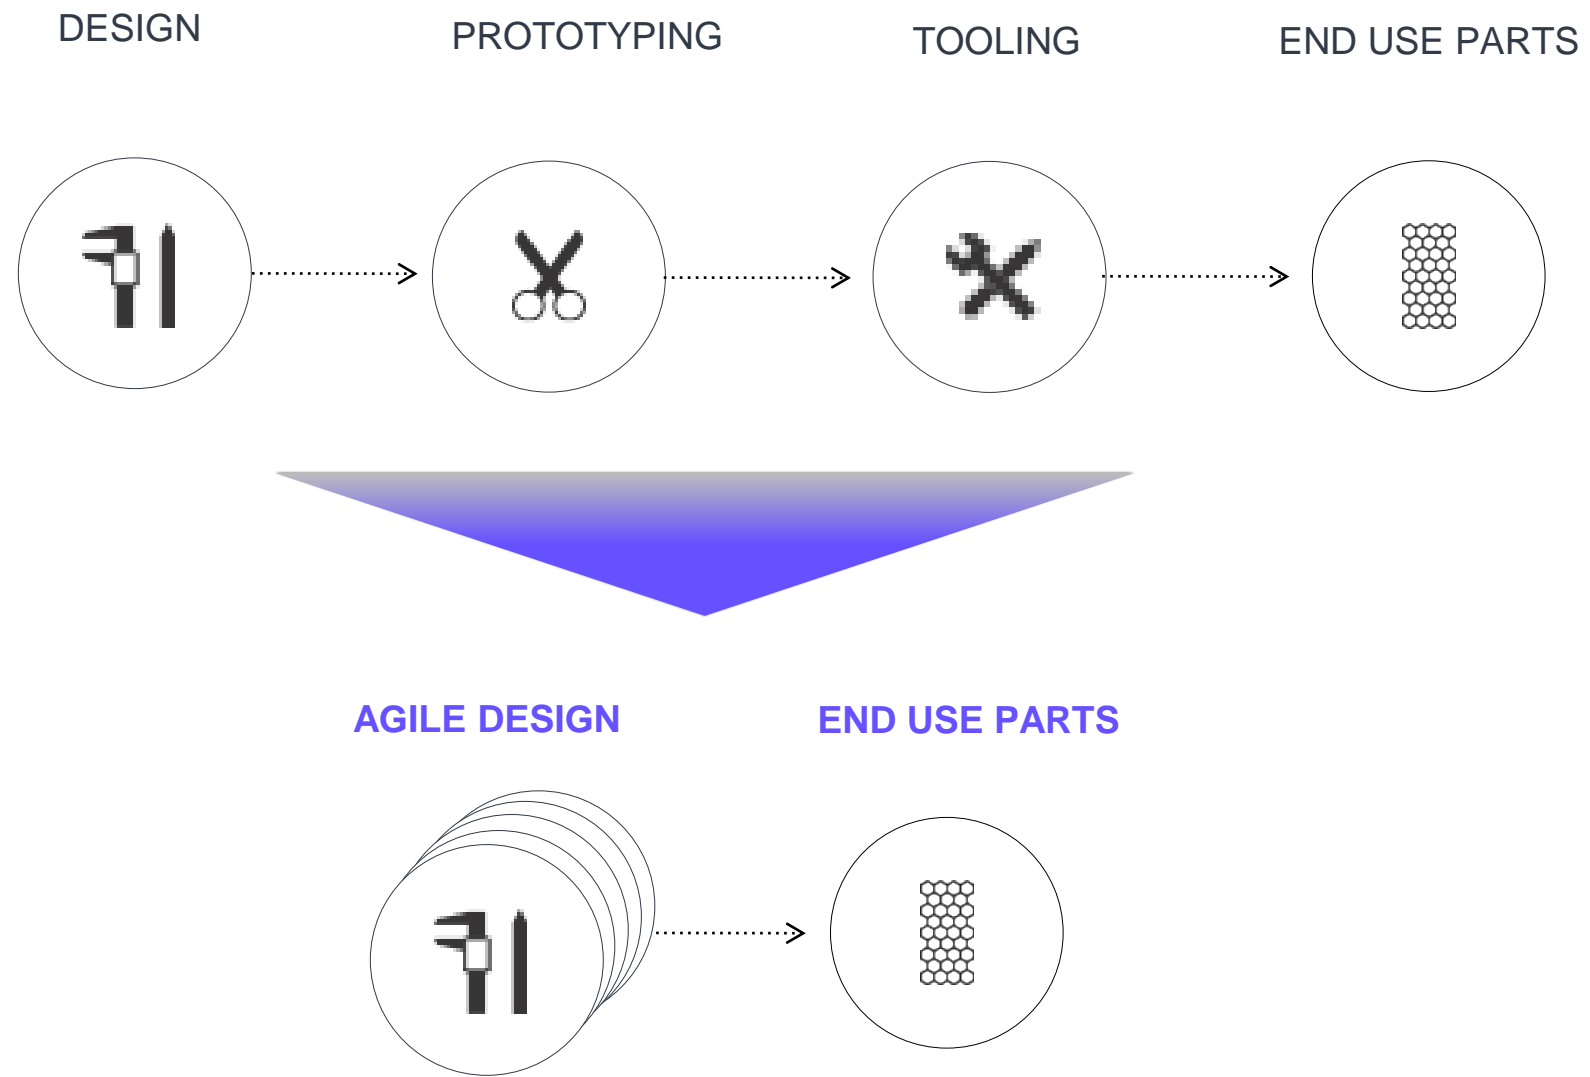 DESIGN
PROTOTYPING
TOOLING
END USE PARTS
AGILE DESIGN
END USE PARTS